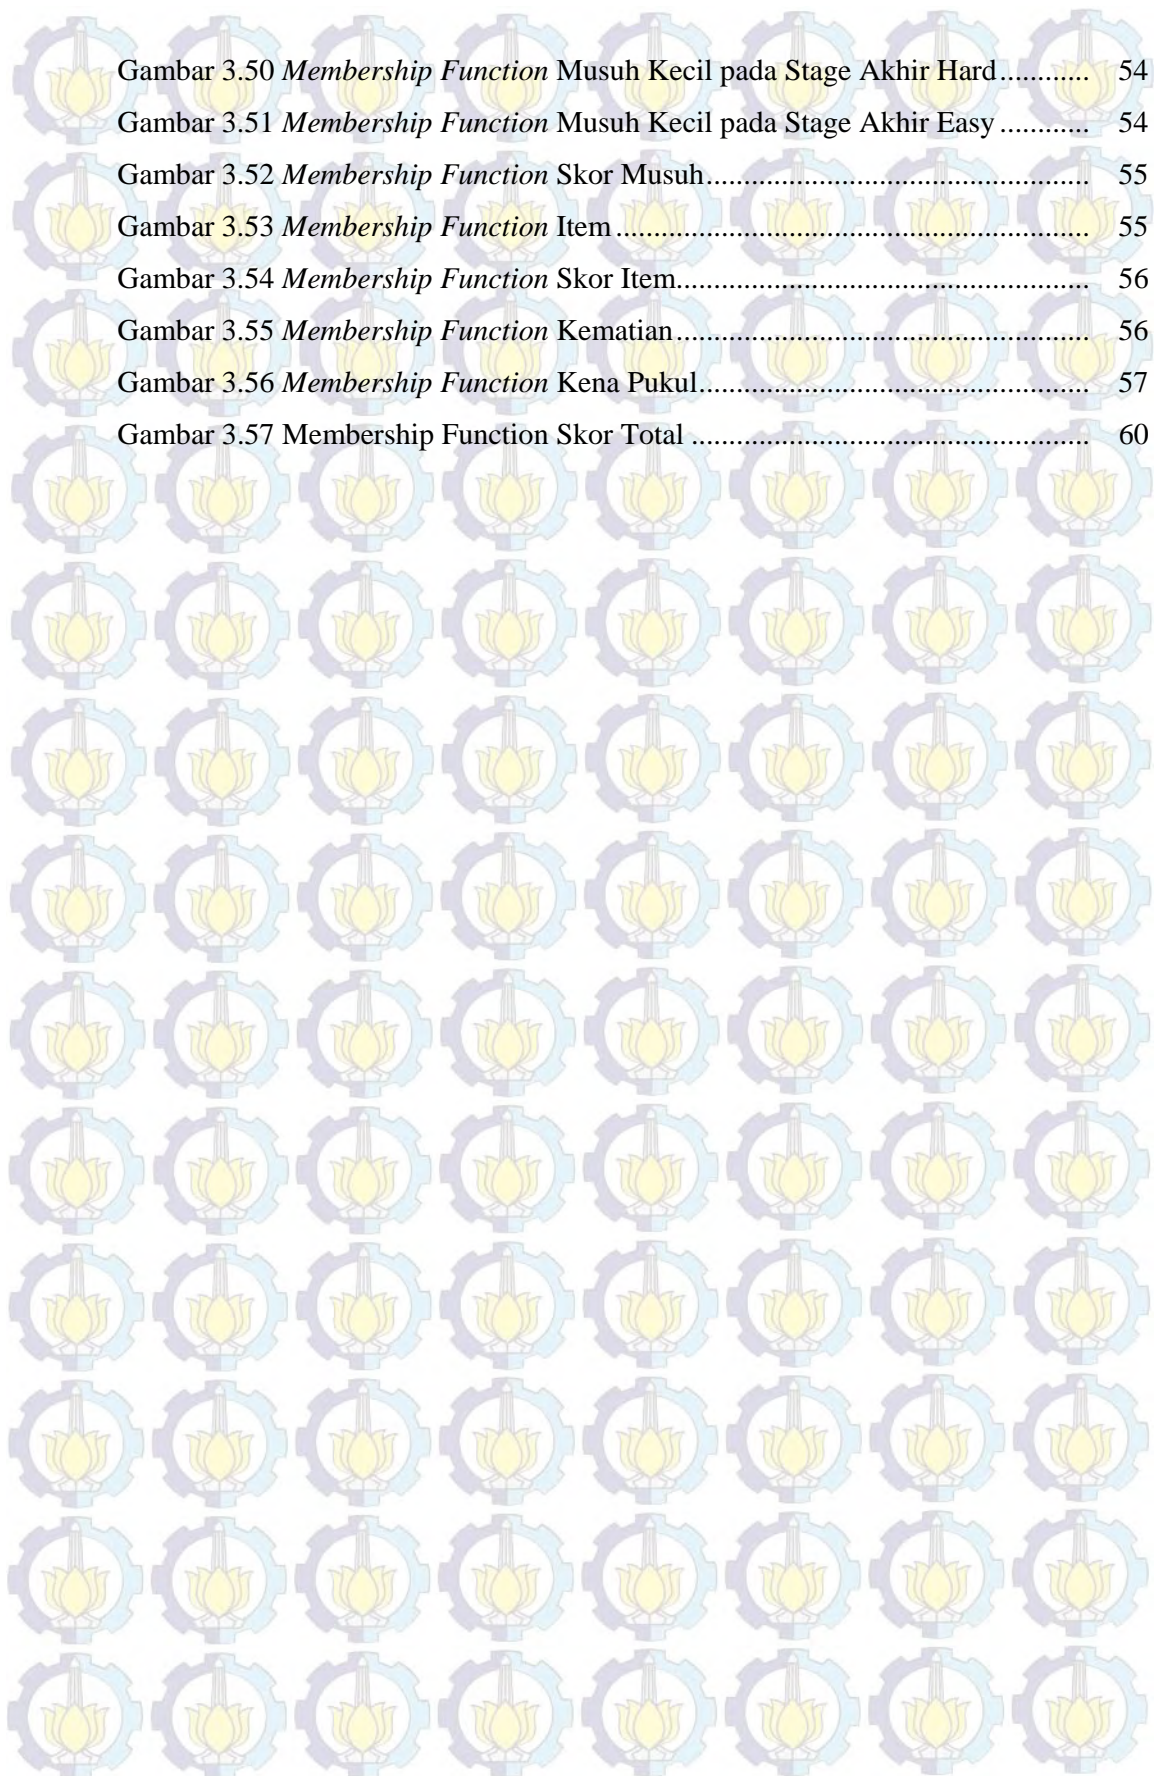 Gambar 3.50 Membership Function Musuh Kecil pada Stage Akhir Hard............ 54
Gambar 3.51 Membership Function Musuh Kecil pada Stage Akhir Easy ............ 54
Gambar 3.52 Membership Function Skor Musuh................................................... 55
Gambar 3.53 Membership Function Item ............................................................... 55
Gambar 3.54 Membership Function Skor Item....................................................... 56
Gambar 3.55 Membership Function Kematian....................................................... 56
Gambar 3.56 Membership Function Kena Pukul.................................................... 57
Gambar 3.57 Membership Function Skor Total ..................................................... 60